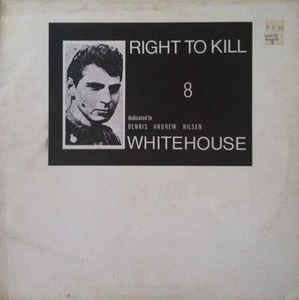 RIGHT TO KILL
8
dedicated to
DENNIS ANDREW NILSEN
WHITEHOUSE